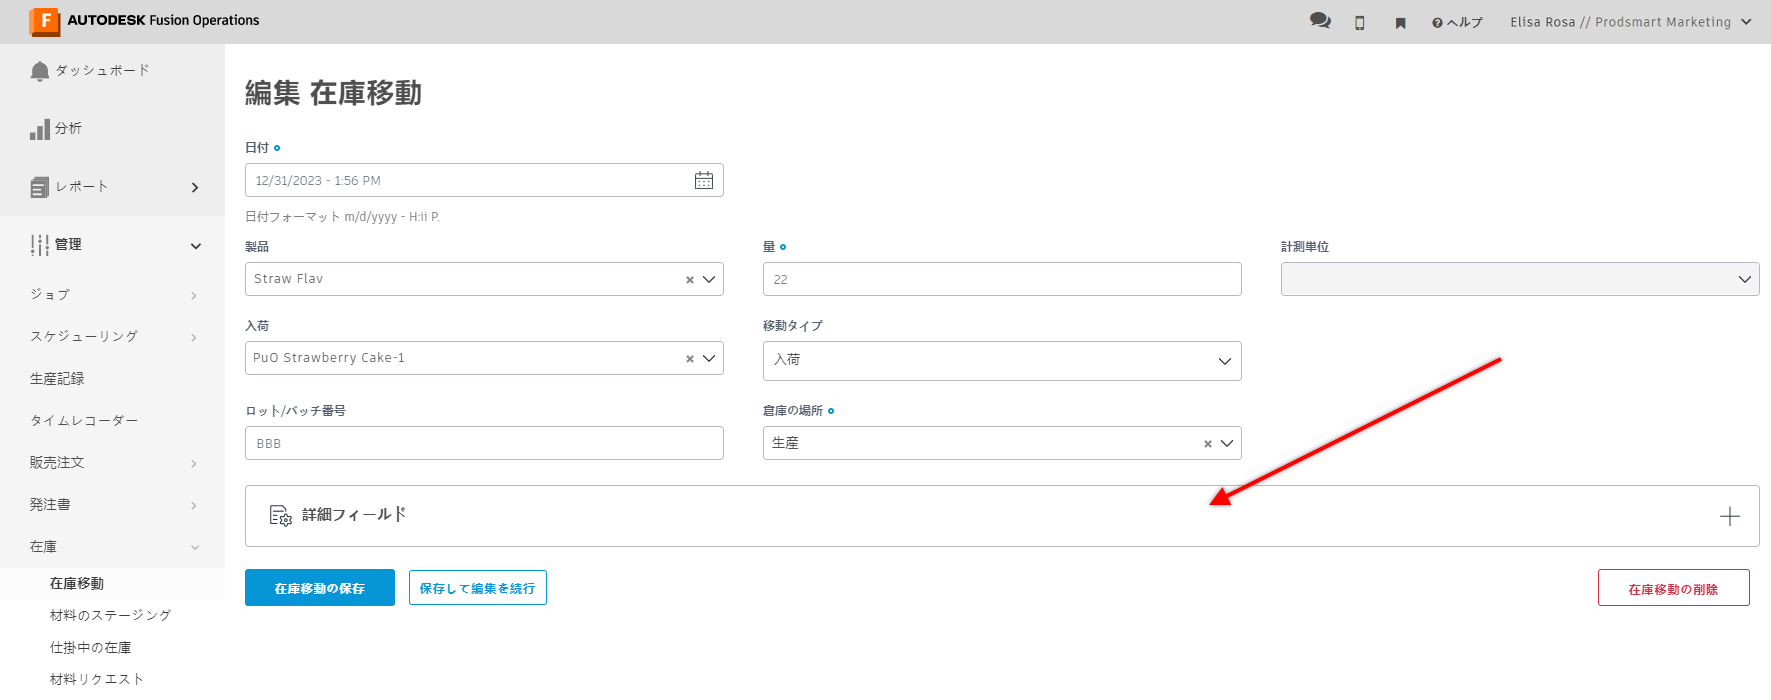 AUTODESK Fusion Operations
ヘルプ
Elisa Rosa // Prodsmart Marketing
ダッシュボード
分析
レポート
管理
ジョブ
スケジューリング
生産記録
タイムレコーダー
販売注文
発注書
在庫
在庫移動
材料のステージング
仕掛中の在庫
材料リクエスト
編集 在庫移動
日付
12/31/2023 - 1:56 PM
日付フォーマット m/d/yyyy - H:ii P.
製品
Straw Flav
量
22
計測単位
入荷
PuO Strawberry Cake-1
移動タイプ
入荷
ロット/バッチ番号
BBB
倉庫の場所
生産
詳細フィールド
在庫移動の保存
保存して編集を続行
在庫移動の削除